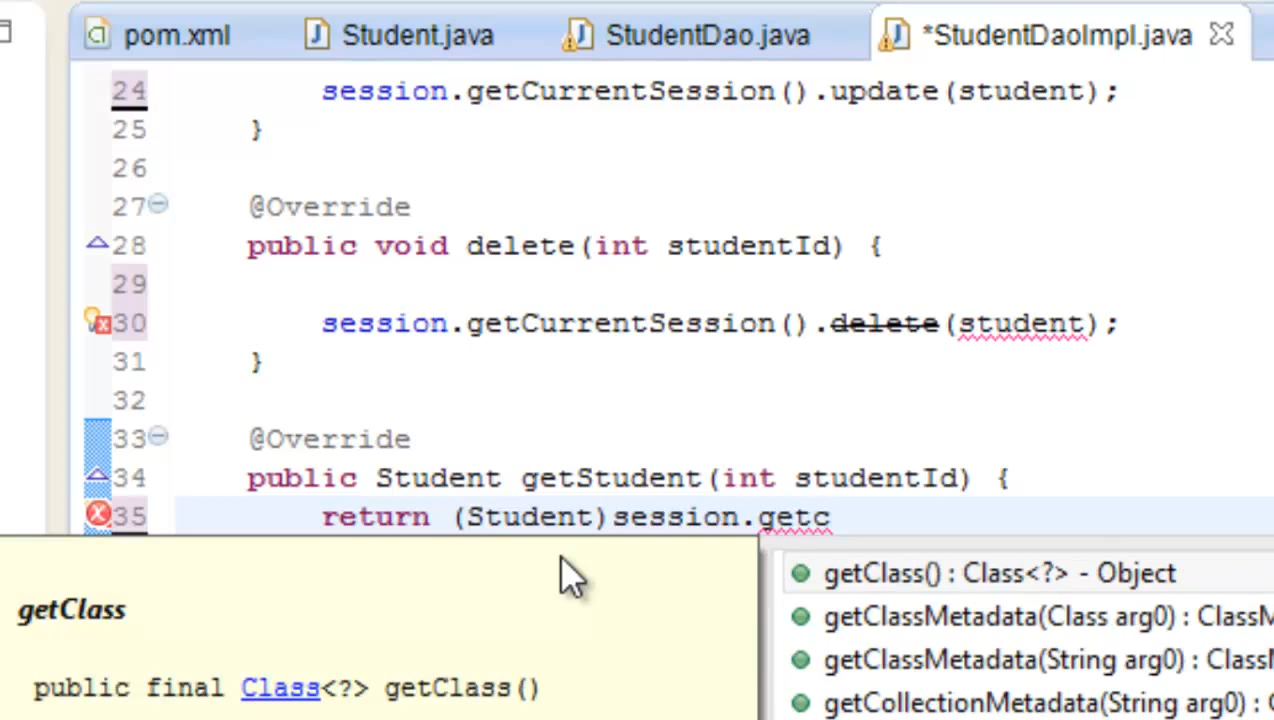 pom.xml Student.java StudentDao.java *StudentDaoImpl.java
24 session.getCurrentSession().update(student);
25 }
26
27 @Override
28 public void delete(int studentId) {
29
30 session.getCurrentSession().delete(student);
31 }
32
33 @Override
34 public Student getStudent(int studentId) {
35 return (Student)session.getc
getClass
public final Class<?> getClass()
getClass() : Class<?> - Object
getClassMetadata(Class arg0) : ClassM
getClassMetadata(String arg0) : ClassM
getCollectionMetadata(String arg0) : C